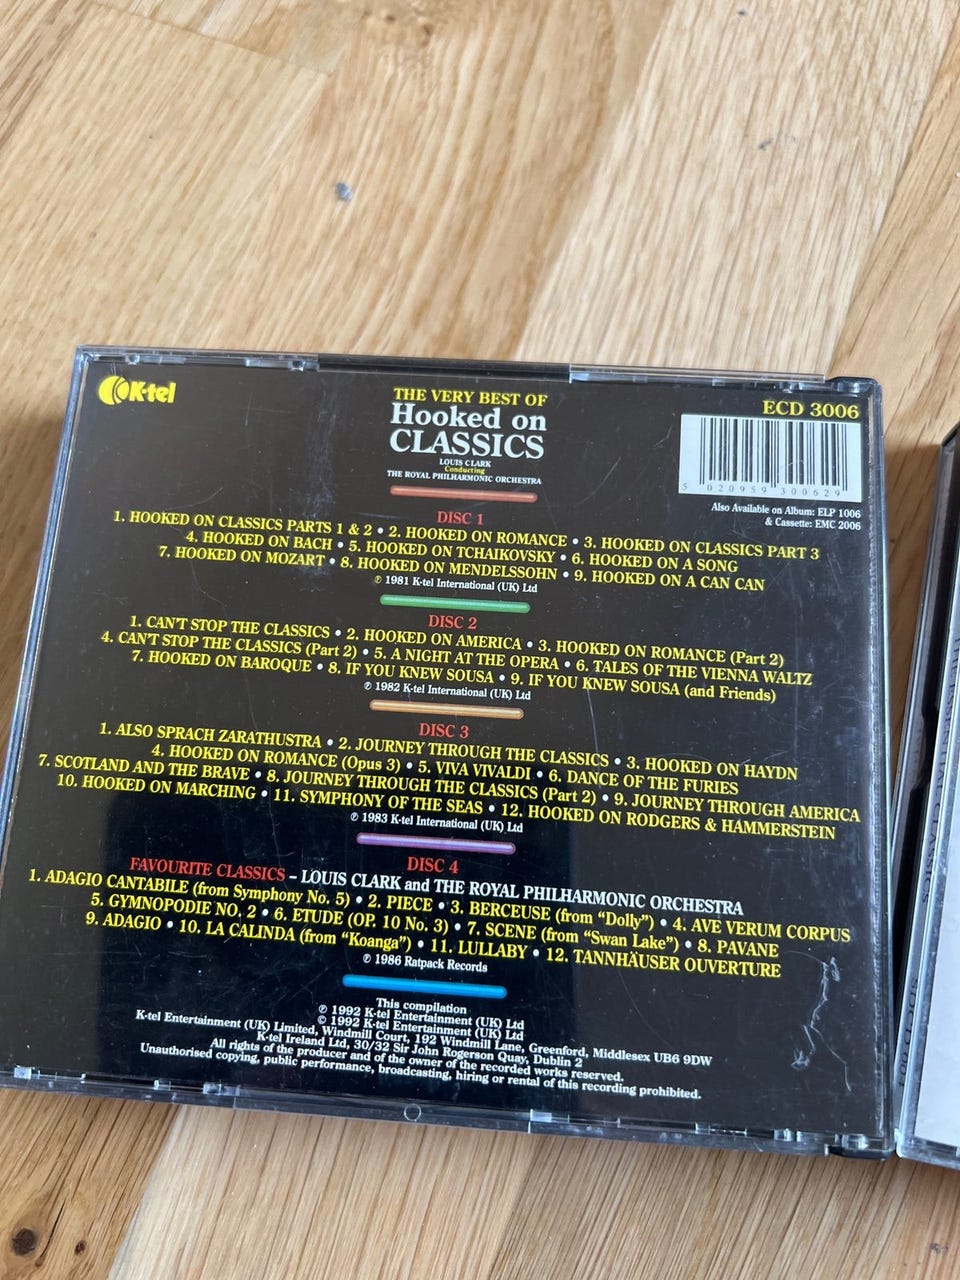 K-tel
THE VERY BEST OF
Hooked on
CLASSICS
LOUIS CLARK
Conducting
THE ROYAL PHILHARMONIC ORCHESTRA
ECD 3006
5 020959 300629
Also Available on Album: ELP 1006
& Cassette: EMC 2006
DISC 1
1. HOOKED ON CLASSICS PARTS 1 & 2 • 2. HOOKED ON ROMANCE • 3. HOOKED ON CLASSICS PART 3
4. HOOKED ON BACH • 5. HOOKED ON TCHAIKOVSKY • 6. HOOKED ON A SONG
7. HOOKED ON MOZART • 8. HOOKED ON MENDELSSOHN • 9. HOOKED ON A CAN CAN
℗ 1981 K-tel International (UK) Ltd
DISC 2
1. CAN'T STOP THE CLASSICS • 2. HOOKED ON AMERICA • 3. HOOKED ON ROMANCE (Part 2)
4. CAN'T STOP THE CLASSICS (Part 2) • 5. A NIGHT AT THE OPERA • 6. TALES OF THE VIENNA WALTZ
7. HOOKED ON BAROQUE • 8. IF YOU KNEW SOUSA • 9. IF YOU KNEW SOUSA (and Friends)
℗ 1982 K-tel International (UK) Ltd
DISC 3
1. ALSO SPRACH ZARATHUSTRA • 2. JOURNEY THROUGH THE CLASSICS • 3. HOOKED ON HAYDN
4. HOOKED ON ROMANCE (Opus 3) • 5. VIVA VIVALDI • 6. DANCE OF THE FURIES
7. SCOTLAND AND THE BRAVE • 8. JOURNEY THROUGH THE CLASSICS (Part 2) • 9. JOURNEY THROUGH AMERICA
10. HOOKED ON MARCHING • 11. SYMPHONY OF THE SEAS • 12. HOOKED ON RODGERS & HAMMERSTEIN
℗ 1983 K-tel International (UK) Ltd
DISC 4
FAVOURITE CLASSICS – LOUIS CLARK and THE ROYAL PHILHARMONIC ORCHESTRA
1. ADAGIO CANTABILE (from Symphony No. 5) • 2. PIECE • 3. BERCEUSE (from "Dolly") • 4. AVE VERUM CORPUS
5. GYMNOPODIE NO. 2 • 6. ETUDE (OP. 10 No. 3) • 7. SCENE (from "Swan Lake") • 8. PAVANE
9. ADAGIO • 10. LA CALINDA (from "Koanga") • 11. LULLABY • 12. TANNHÄUSER OUVERTURE
℗ 1986 Ratpack Records
This compilation
℗ 1992 K-tel Entertainment (UK) Ltd
© 1992 K-tel Entertainment (UK) Ltd
K-tel Entertainment (UK) Limited, Windmill Court, 192 Windmill Lane, Greenford, Middlesex UB6 9DW
K-tel Ireland Ltd, 30/32 Sir John Rogerson Quay, Dublin 2
All rights of the producer and of the owner of the recorded works reserved.
Unauthorised copying, public performance, broadcasting, hiring or rental of this recording prohibited.